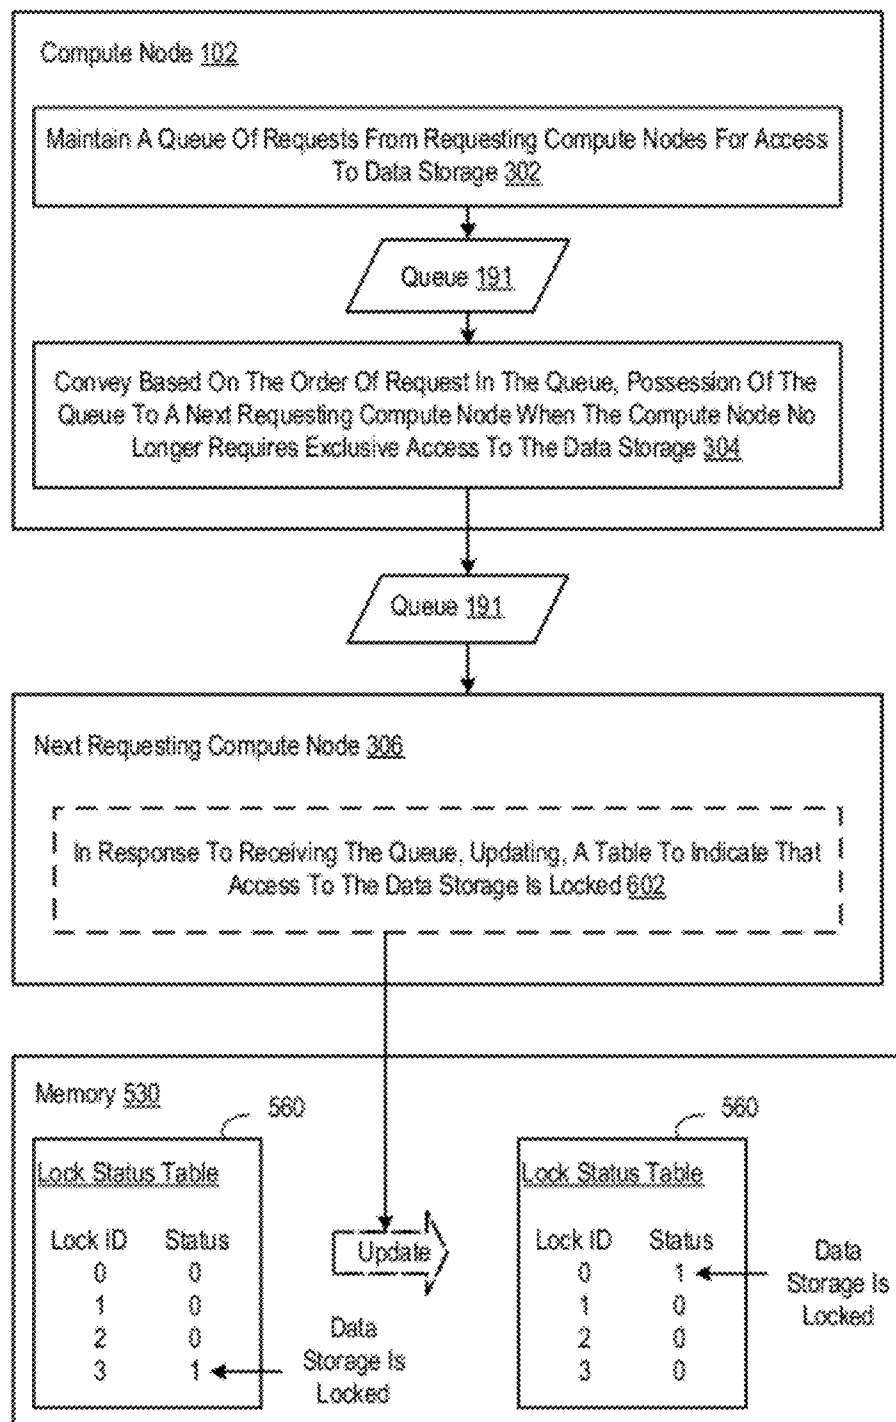 Compute Node 102
Maintain A Queue Of Requests From Requesting Compute Nodes For Access
To Data Storage 302
Queue 191
Convey Based On The Order Of Request In The Queue, Possession Of The
Queue To A Next Requesting Compute Node When The Compute Node No
Longer Requires Exclusive Access To The Data Storage 304
Queue 191
Next Requesting Compute Node 306
In Response To Receiving The Queue, Updating, A Table To Indicate That
Access To The Data Storage Is Locked 602
Memory 530
560
560
Lock Status Table
Lock Status Table
Lock ID Status
0 0
1 0
2 0
3 1
Data
Storage Is
Locked
Update
Lock ID Status
0 1
1 0
2 0
3 0
Data
Storage Is
Locked